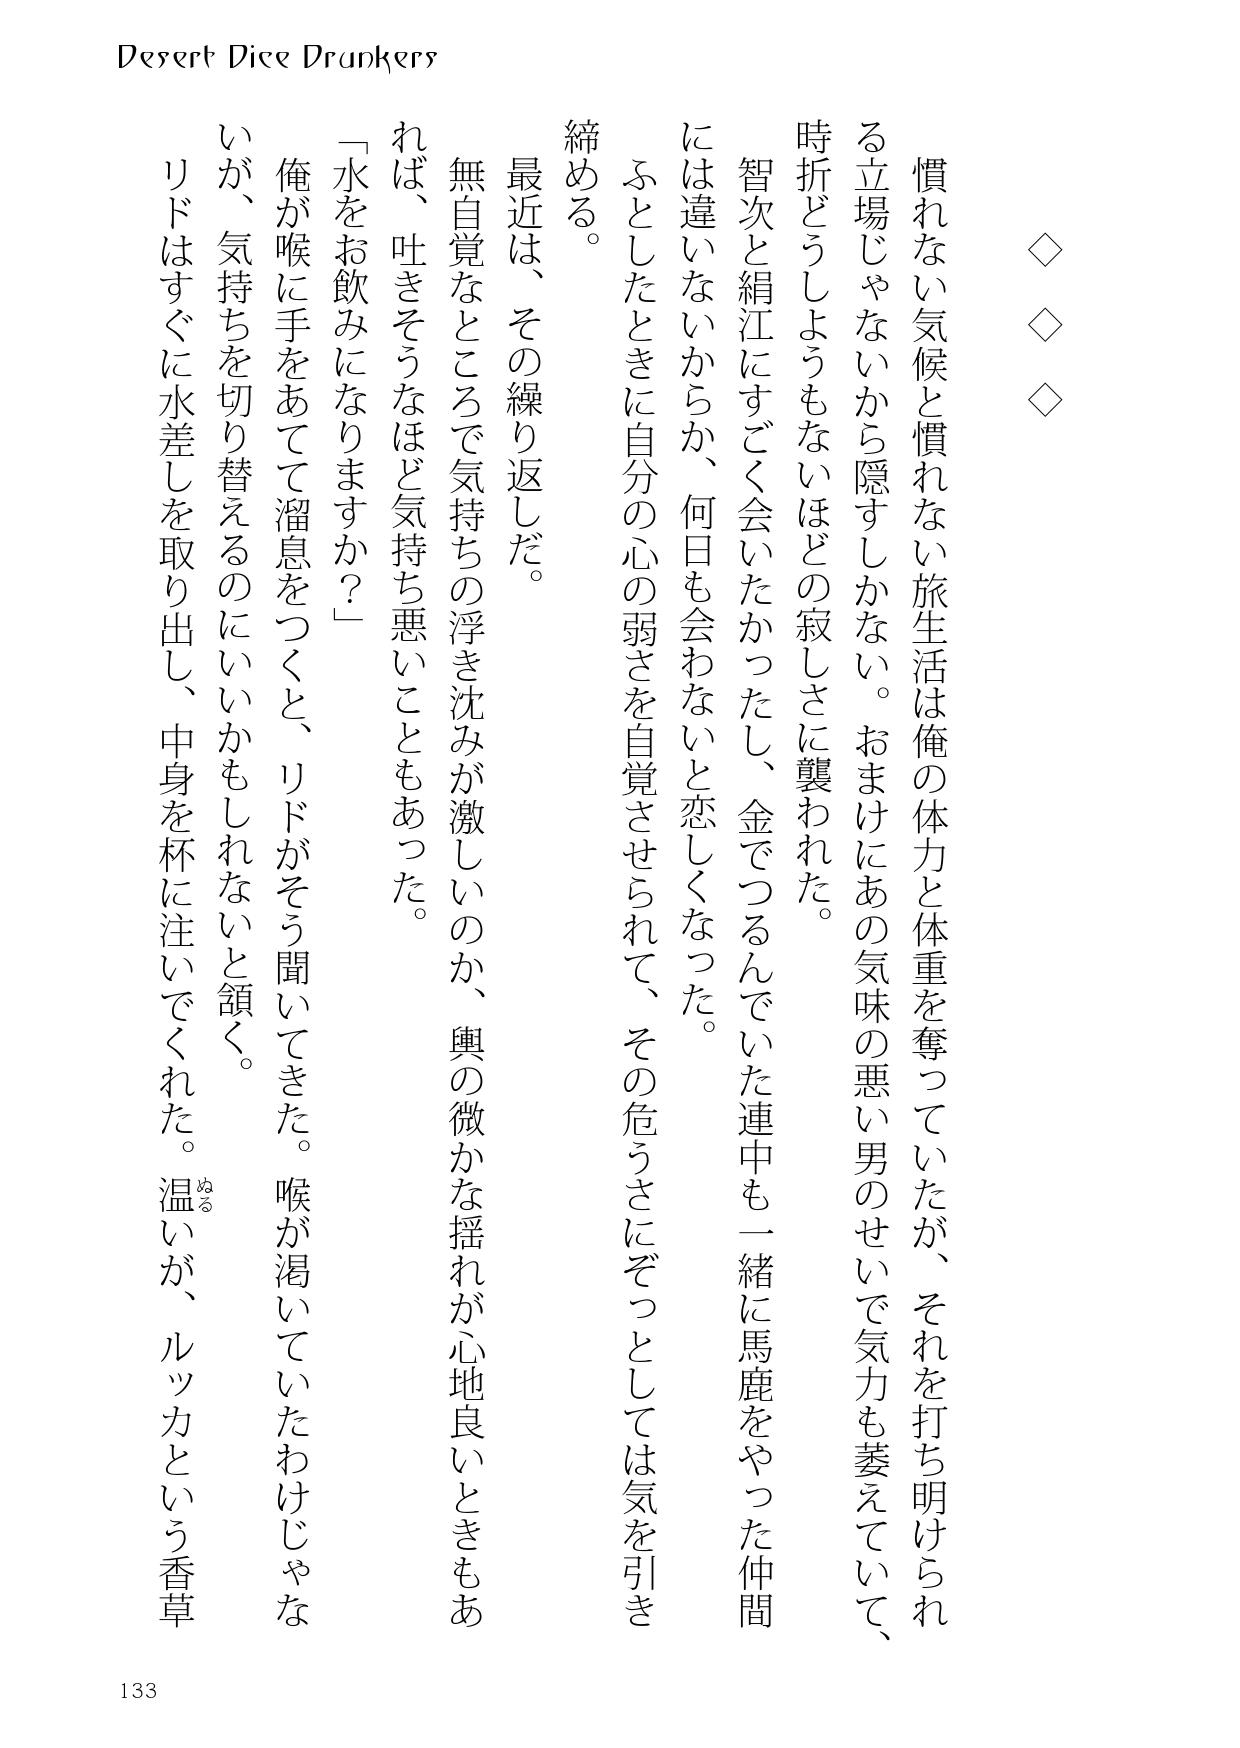 Desert Dice Drunkers
◇ ◇ ◇
　慣れない気候と慣れない旅生活は俺の体力と体重を奪っていたが、それを打ち明けられ
る立場じゃないから隠すしかない。おまけにあの気味の悪い男のせいで気力も萎えていて、
時折どうしようもないほどの寂しさに襲われた。
　智次と絹江にすごく会いたかったし、金でつるんでいた連中も一緒に馬鹿をやった仲間
には違いないからか、何日も会わないと恋しくなった。
　ふとしたときに自分の心の弱さを自覚させられて、その危うさにぞっとしては気を引き
締める。
　最近は、その繰り返しだ。
　無自覚なところで気持ちの浮き沈みが激しいのか、輿の微かな揺れが心地良いときもあ
れば、吐きそうなほど気持ち悪いこともあった。
「水をお飲みになりますか？」
　俺が喉に手をあてて溜息をつくと、リドがそう聞いてきた。喉が渇いていたわけじゃな
いが、気持ちを切り替えるのにいいかもしれないと頷く。
　リドはすぐに水差しを取り出し、中身を杯に注いでくれた。温いが、ルッカという香草
ぬる
133